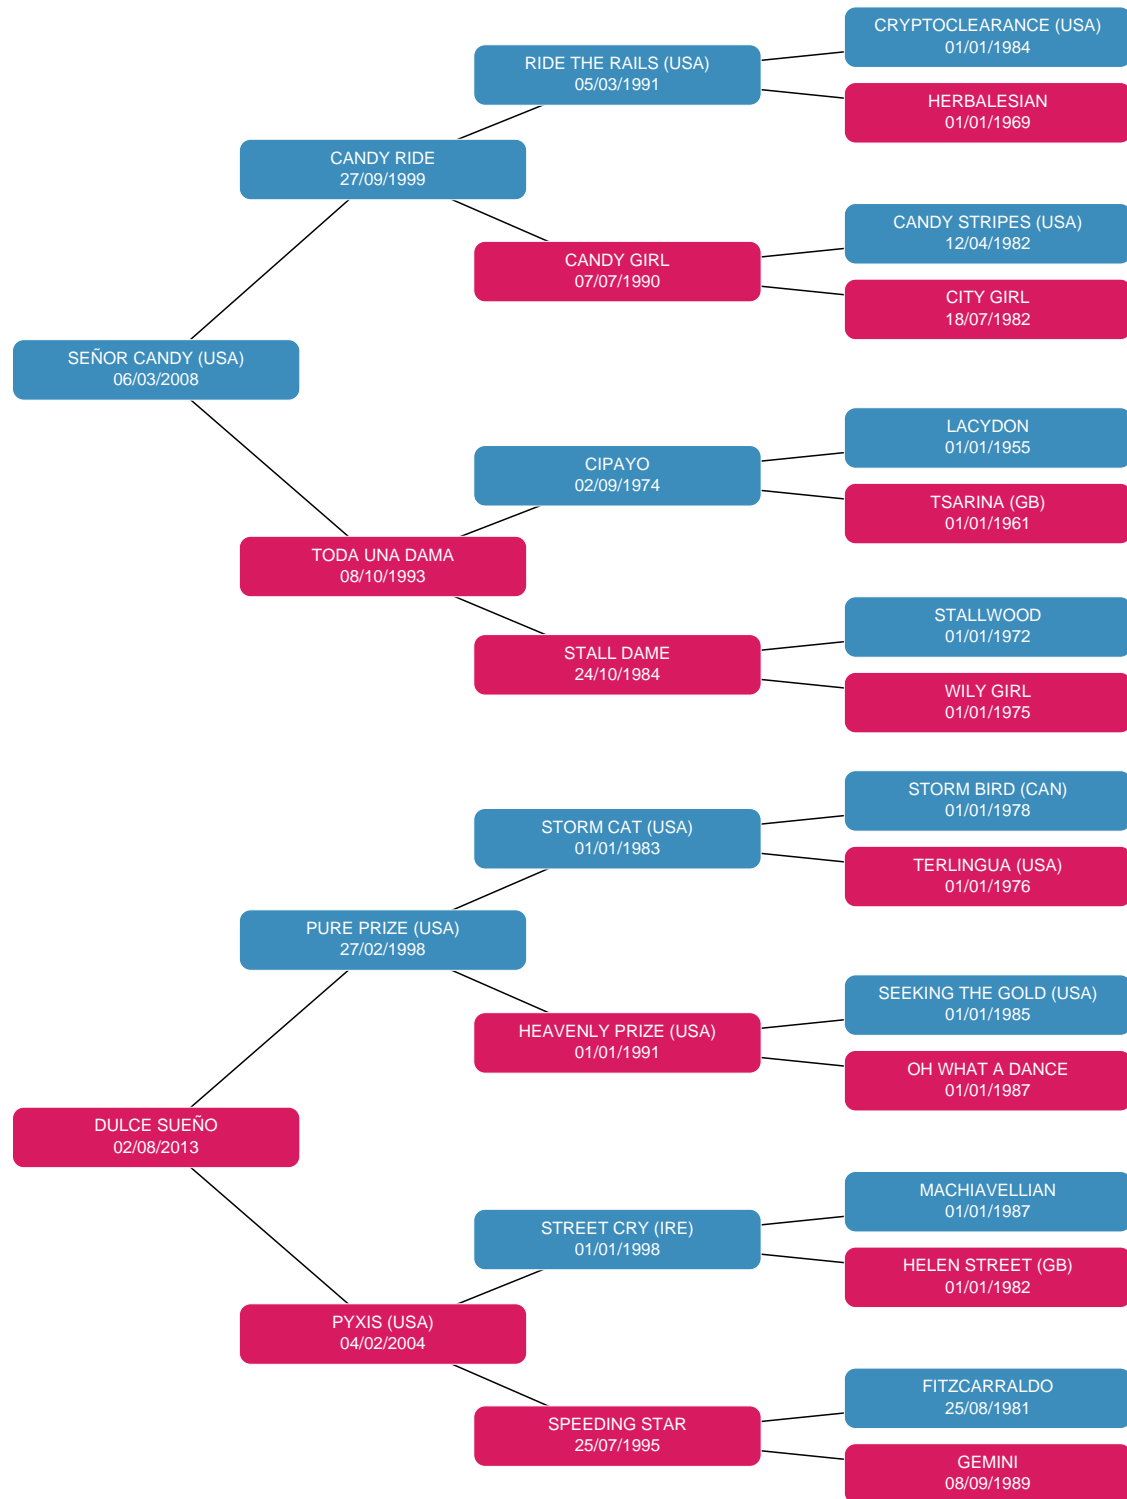 CRYPTOCLEARANCE (USA)
01/01/1984
RIDE THE RAILS (USA)
05/03/1991
HERBALESIAN
01/01/1969
CANDY RIDE
27/09/1999
CANDY STRIPES (USA)
12/04/1982
CANDY GIRL
07/07/1990
CITY GIRL
18/07/1982
SEÑOR CANDY (USA)
06/03/2008
LACYDON
01/01/1955
CIPAYO
02/09/1974
TSARINA (GB)
01/01/1961
TODA UNA DAMA
08/10/1993
STALLWOOD
01/01/1972
STALL DAME
24/10/1984
WILY GIRL
01/01/1975
STORM BIRD (CAN)
01/01/1978
STORM CAT (USA)
01/01/1983
TERLINGUA (USA)
01/01/1976
PURE PRIZE (USA)
27/02/1998
SEEKING THE GOLD (USA)
01/01/1985
HEAVENLY PRIZE (USA)
01/01/1991
OH WHAT A DANCE
01/01/1987
DULCE SUEÑO
02/08/2013
MACHIAVELLIAN
01/01/1987
STREET CRY (IRE)
01/01/1998
HELEN STREET (GB)
01/01/1982
PYXIS (USA)
04/02/2004
FITZCARRALDO
25/08/1981
SPEEDING STAR
25/07/1995
GEMINI
08/09/1989